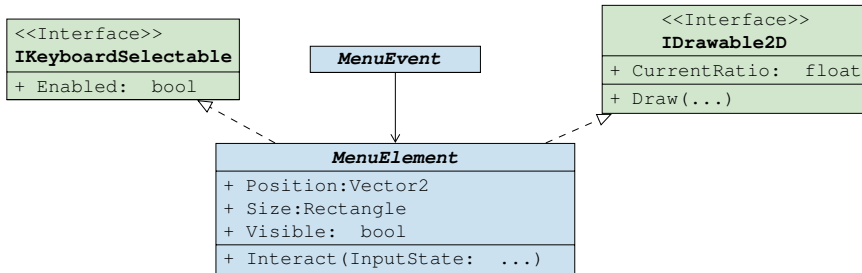 <<Interface>>
IKeyboardSelectable
+ Enabled: bool
MenuEvent
<<Interface>>
IDrawable2D
+ CurrentRatio: float
+ Draw(...)
MenuElement
+ Position:Vector2
+ Size:Rectangle
+ Visible: bool
+ Interact(InputState: ...)